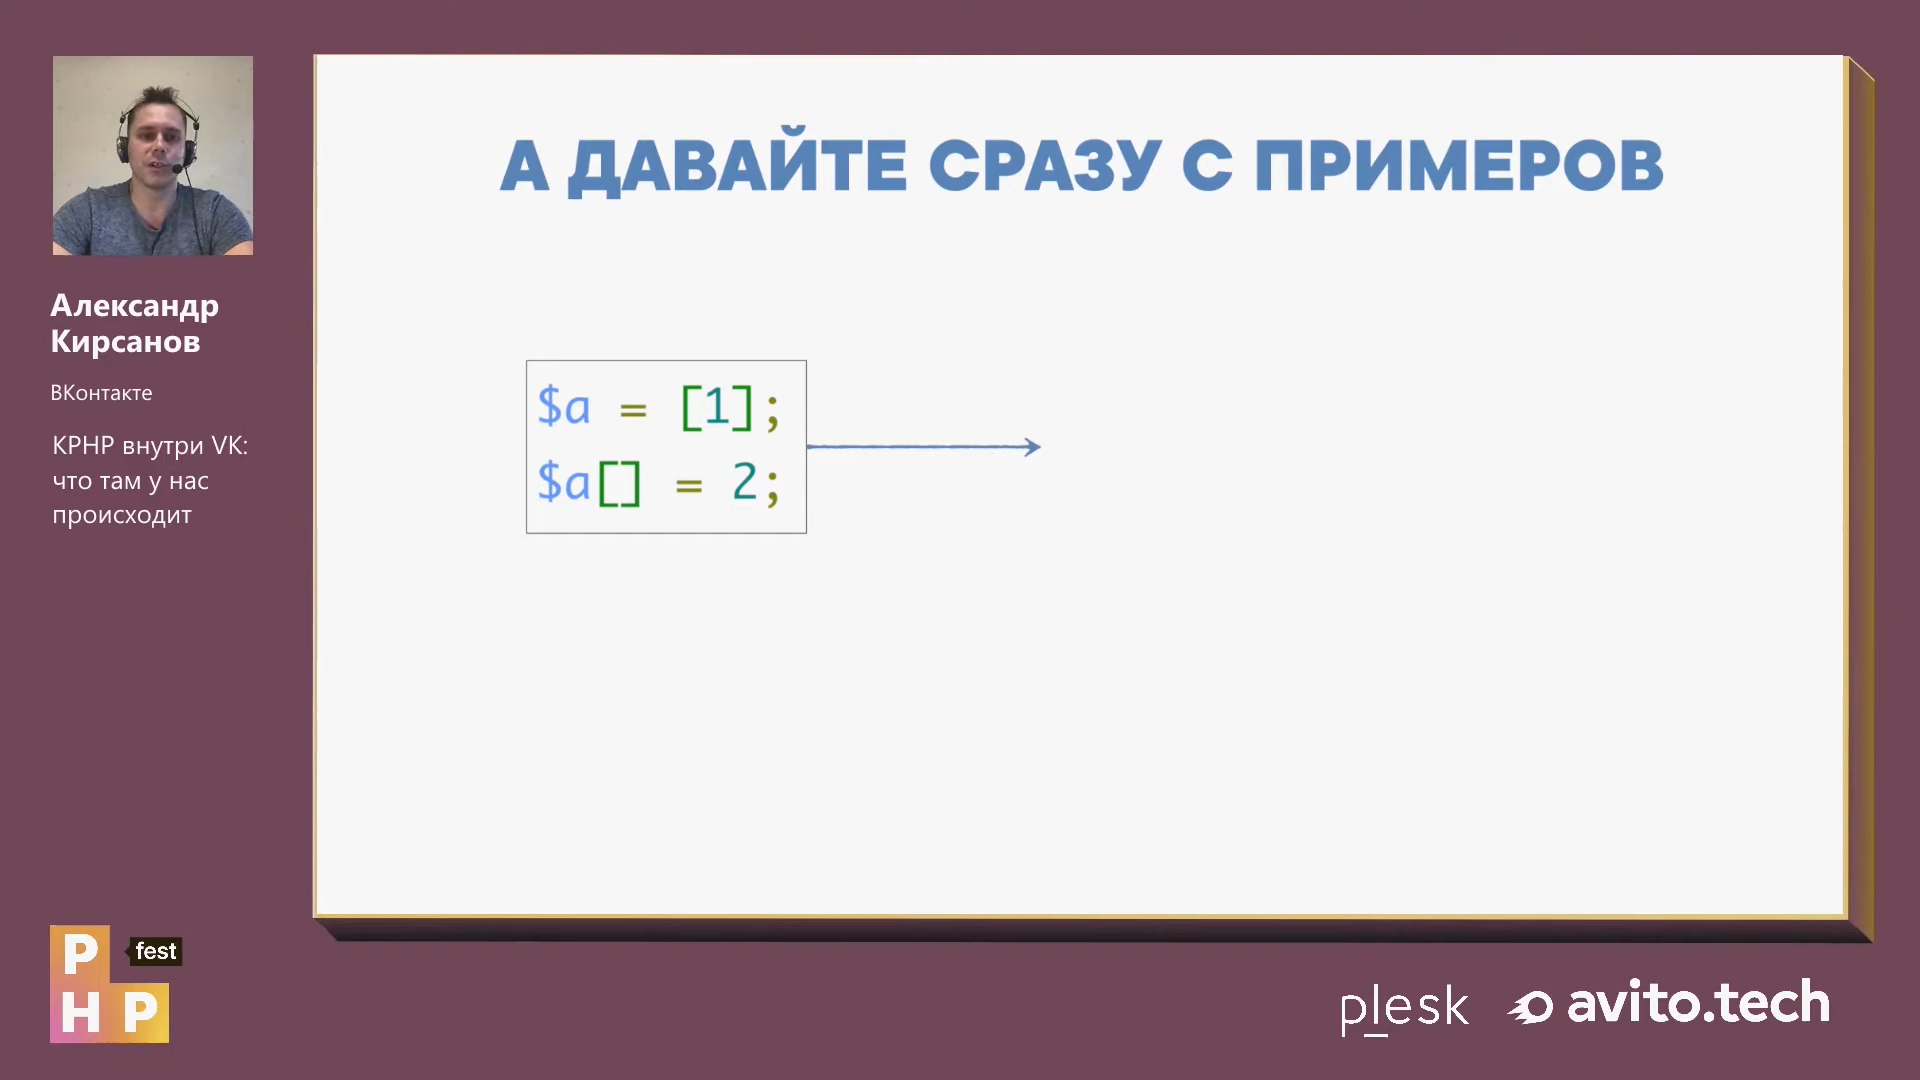 Александр
Кирсанов
ВКонтакте
KPHP внутри VK:
что там у нас
происходит
А ДАВАЙТЕ СРАЗУ С ПРИМЕРОВ
$a = [1];
$a[] = 2;
P
fest
HP
plesk
avito.tech